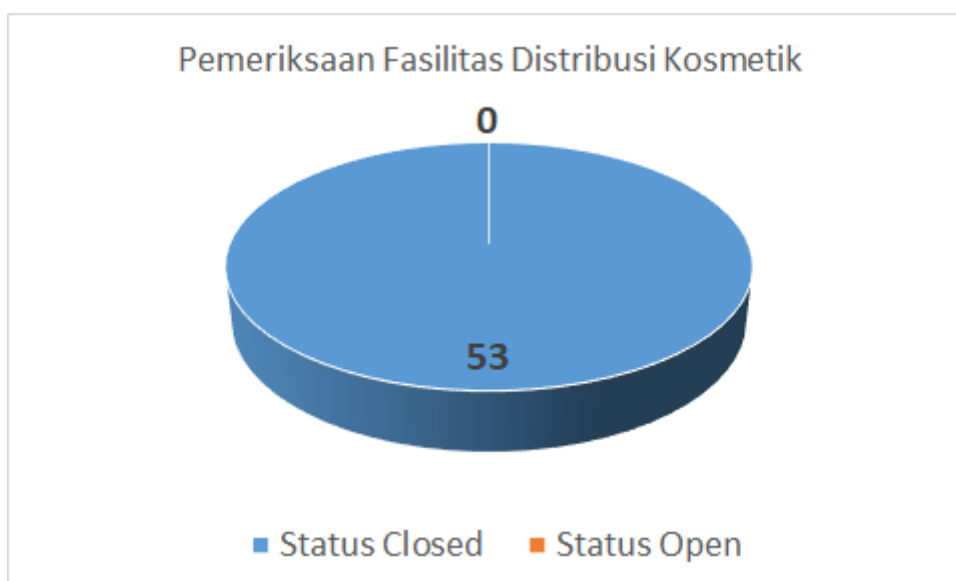 Pemeriksaan Fasilitas Distribusi Kosmetik
0
53
Status Closed Status Open